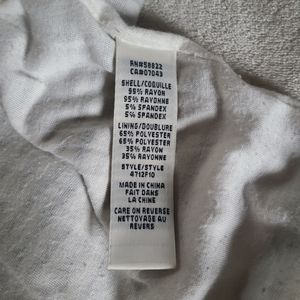 RN#58822
CA#07043
SHELL/COQUILLE
95% RAYON
95% RAYONNE
5% SPANDEX
5% SPANDEX
LINING/DOUBLURE
65% POLYESTER
65% POLYESTER
35% RAYON
35% RAYONNE
STYLE/STYLE
4712F10
MADE IN CHINA
FAIT DANS
LA CHINE
CARE ON REVERSE
NETTOYAGE AU
REVERS